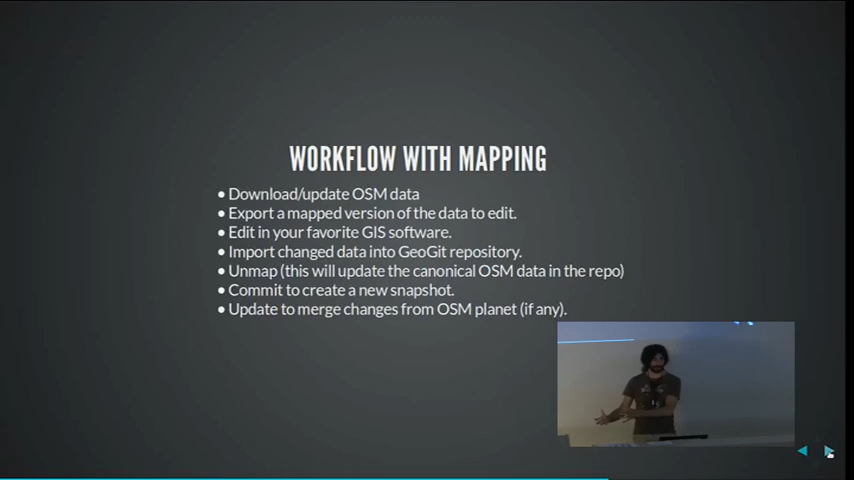 WORKFLOW WITH MAPPING
• Download/update OSM data
• Export a mapped version of the data to edit.
• Edit in your favorite GIS software.
• Import changed data into GeoGit repository.
• Unmap (this will update the canonical OSM data in the repo)
• Commit to create a new snapshot.
• Update to merge changes from OSM planet (if any).